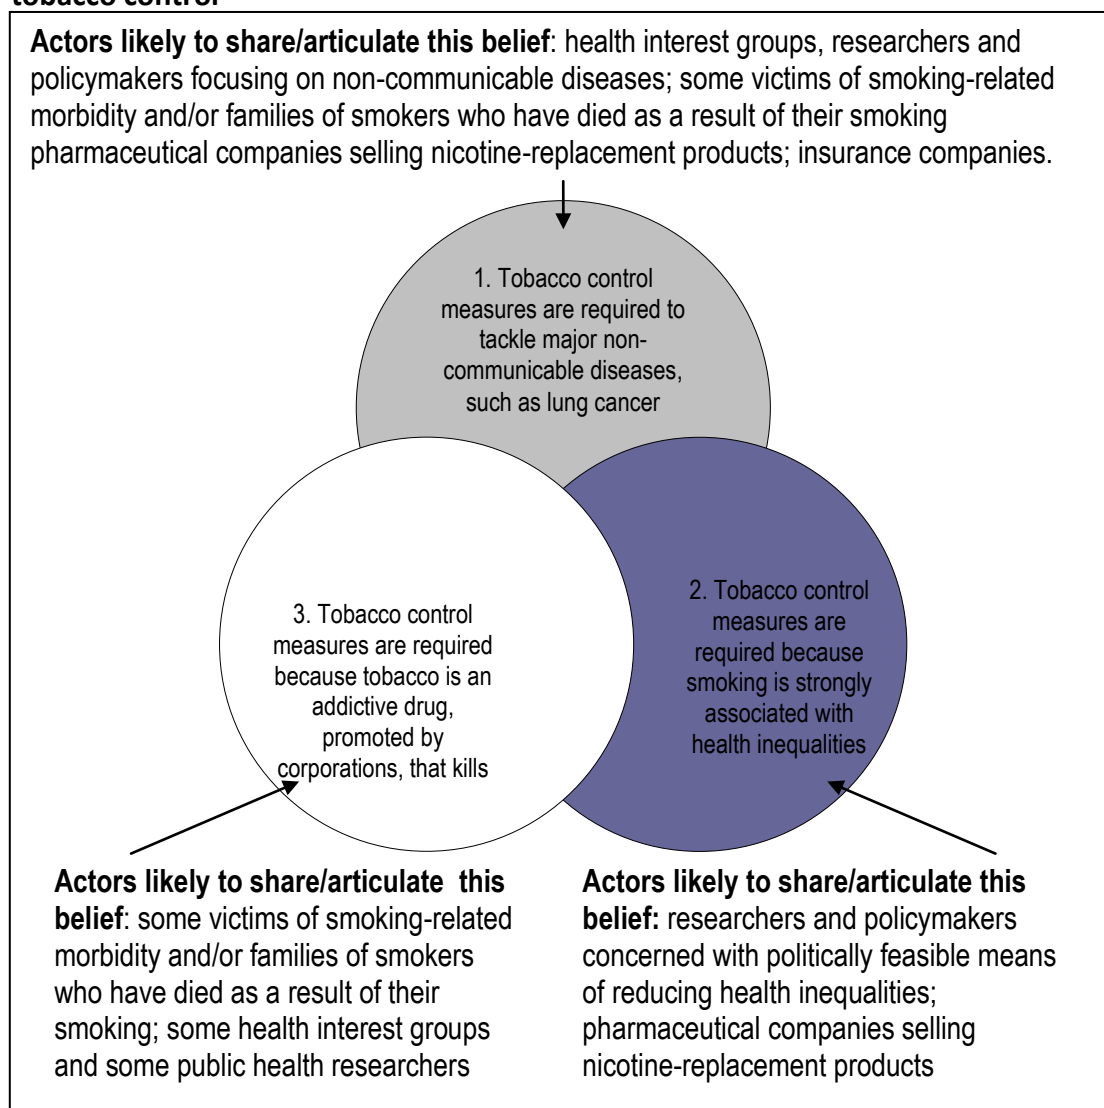 tobacco control
Actors likely to share/articulate this belief: health interest groups, researchers and
policymakers focusing on non-communicable diseases; some victims of smoking-related
morbidity and/or families of smokers who have died as a result of their smoking
pharmaceutical companies selling nicotine-replacement products; insurance companies.
1. Tobacco control
measures are required to
tackle major non-
communicable diseases,
such as lung cancer
3. Tobacco control
measures are required
because tobacco is an
addictive drug,
promoted by
corporations, that kills
2. Tobacco control
measures are
required because
smoking is strongly
associated with
health inequalities
Actors likely to share/articulate this
belief: some victims of smoking-related
morbidity and/or families of smokers
who have died as a result of their
smoking; some health interest groups
and some public health researchers
Actors likely to share/articulate this
belief: researchers and policymakers
concerned with politically feasible means
of reducing health inequalities;
pharmaceutical companies selling
nicotine-replacement products